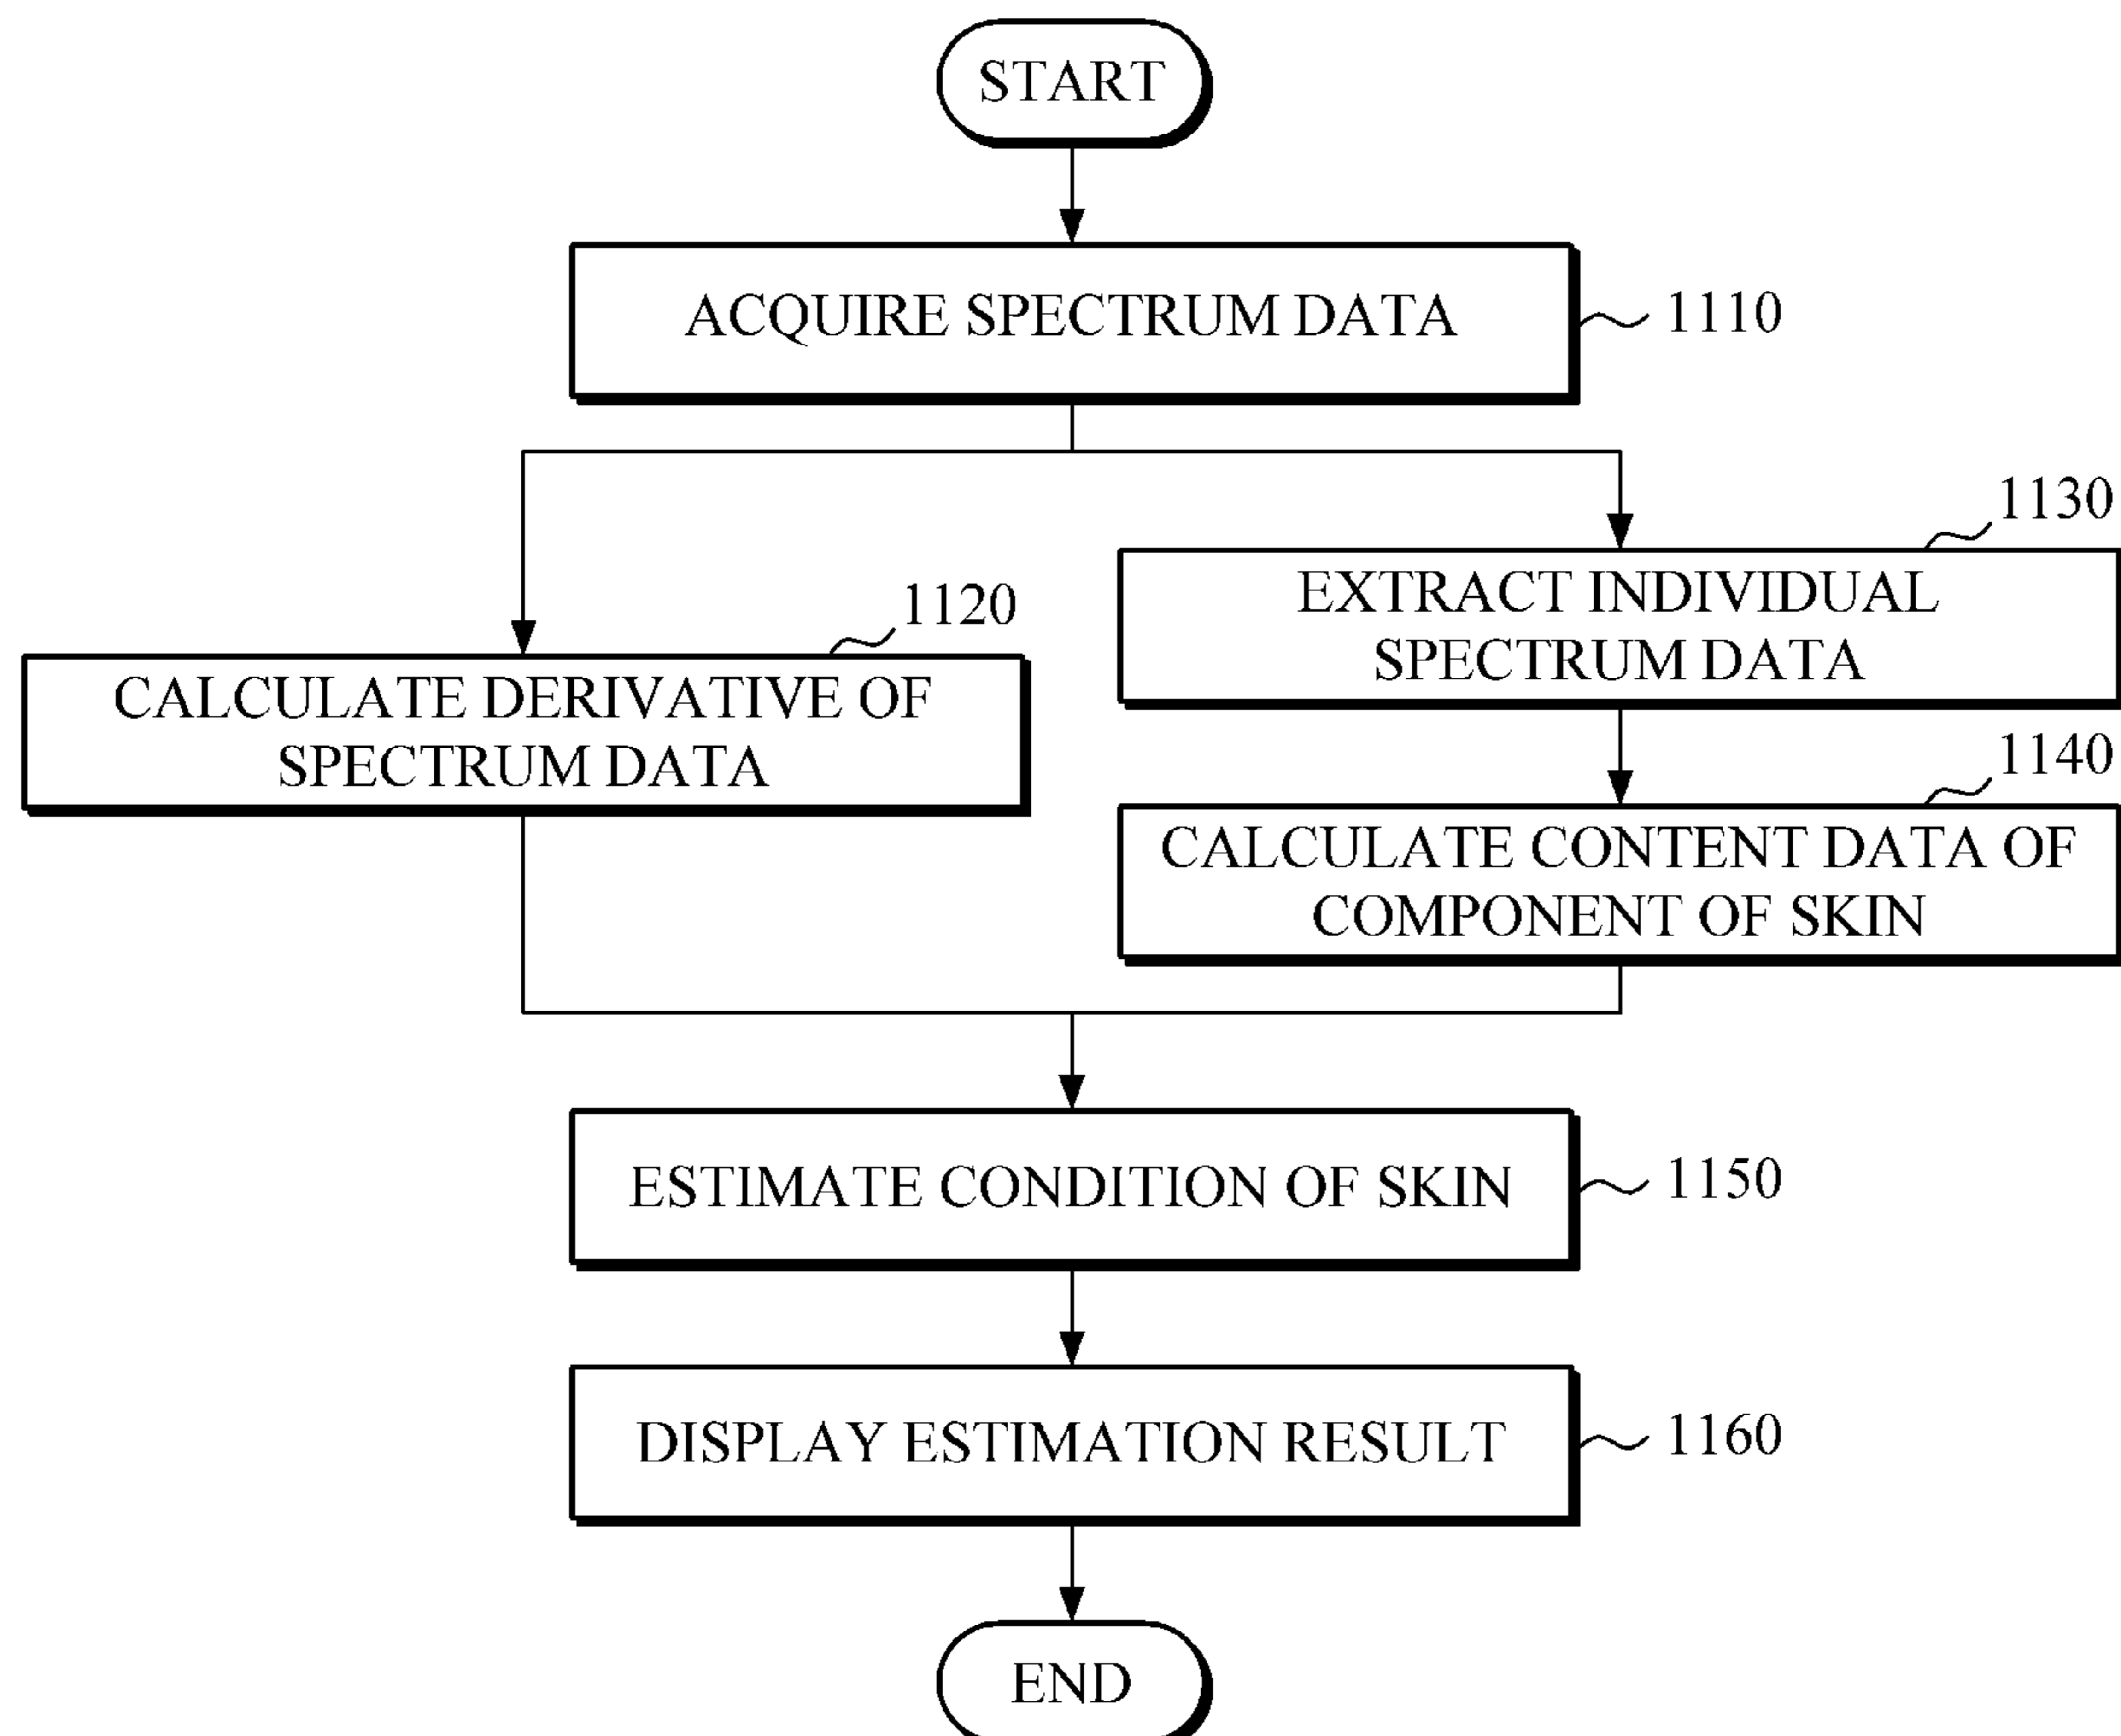 START
ACQUIRE SPECTRUM DATA
1110
1130
EXTRACT INDIVIDUAL
SPECTRUM DATA
1120
CALCULATE DERIVATIVE OF
SPECTRUM DATA
1140
CALCULATE CONTENT DATA OF
COMPONENT OF SKIN
ESTIMATE CONDITION OF SKIN
1150
DISPLAY ESTIMATION RESULT
1160
END